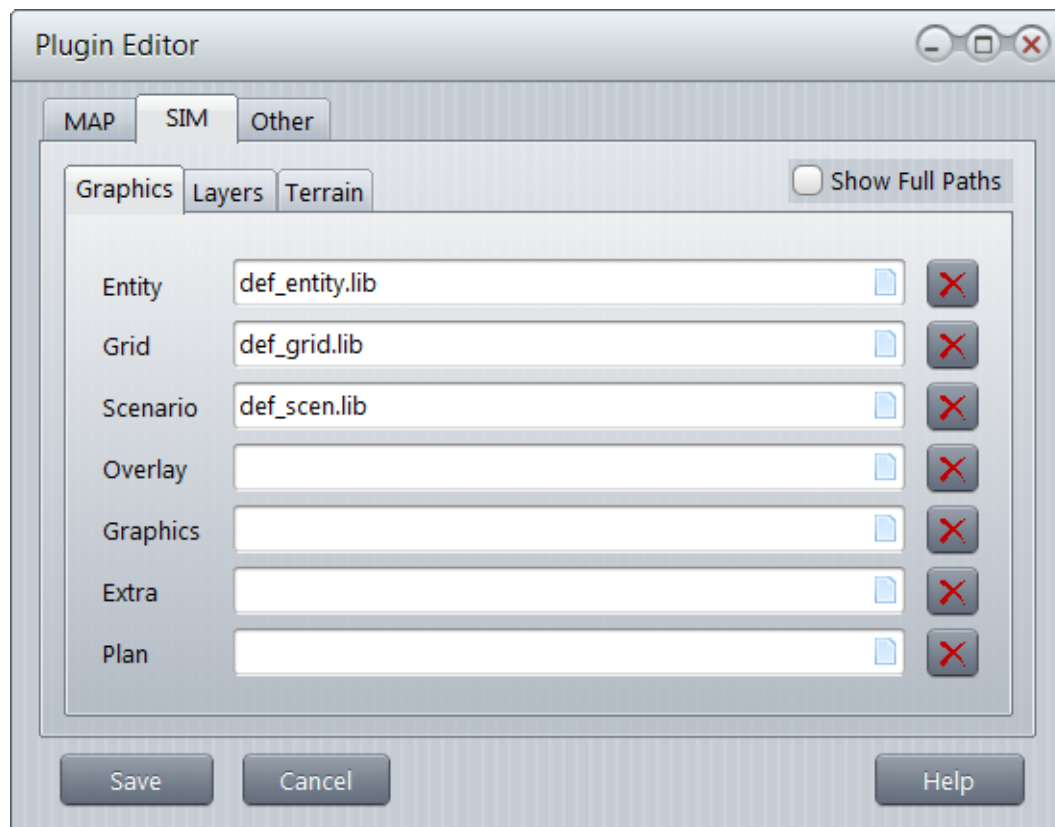 Plugin Editor
MAP SIM Other
Graphics Layers Terrain Show Full Paths
Entity def_entity.lib
Grid def_grid.lib
Scenario def_scen.lib
Overlay
Graphics
Extra
Plan
Save Cancel Help